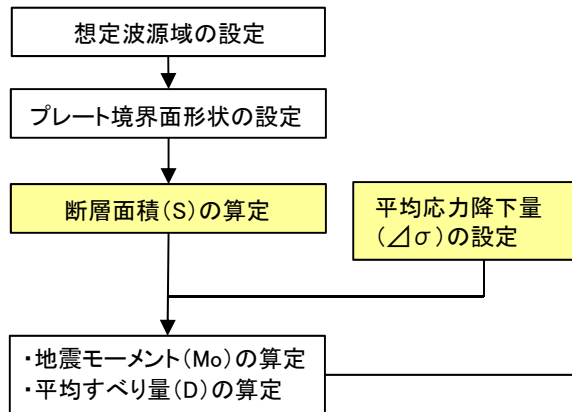 想定波源域の設定
プレート境界面形状の設定
断層面積(S)の算定
平均応力降下量
(⊿σ)の設定
・地震モーメント(Mo)の算定
・平均すべり量(D)の算定